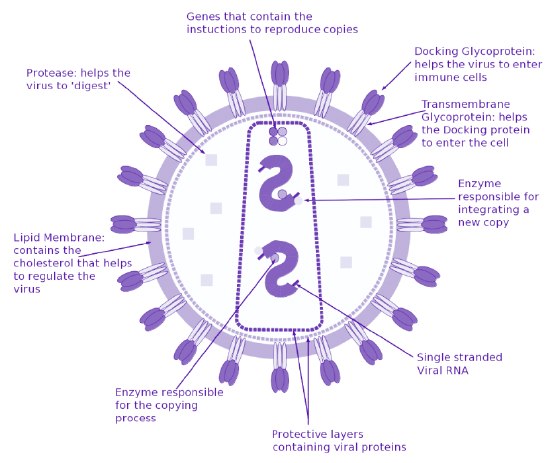 Genes that contain the
instuctions to reproduce copies
Docking Glycoprotein:
helps the virus to enter
immune cells
Protease: helps the
virus to 'digest'
Transmembrane
Glycoprotein: helps
the Docking protein
to enter the cell
Enzyme
responsible for
integrating a
new copy
Lipid Membrane:
contains the
cholesterol that helps
to regulate the
virus
Single stranded
Viral RNA
Enzyme responsible
for the copying
process
Protective layers
containing viral proteins